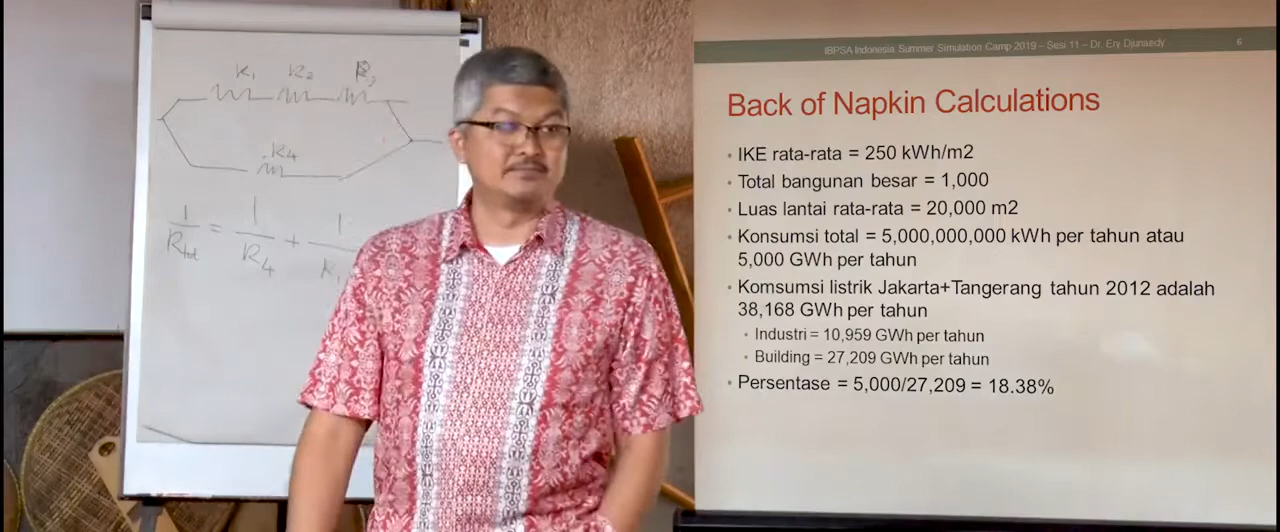 R₁ R₂ R₃
R₄
1/Rtot = 1/R₄ + 1/R₁
IBPSA Indonesia Summer Simulation Camp 2019 – Sesi 11 – Dr. Ery Djunaedy 6
Back of Napkin Calculations
• IKE rata-rata = 250 kWh/m2
• Total bangunan besar = 1,000
• Luas lantai rata-rata = 20,000 m2
• Konsumsi total = 5,000,000,000 kWh per tahun atau
5,000 GWh per tahun
• Komsumsi listrik Jakarta+Tangerang tahun 2012 adalah
38,168 GWh per tahun
• Industri = 10,959 GWh per tahun
• Building = 27,209 GWh per tahun
• Persentase = 5,000/27,209 = 18.38%